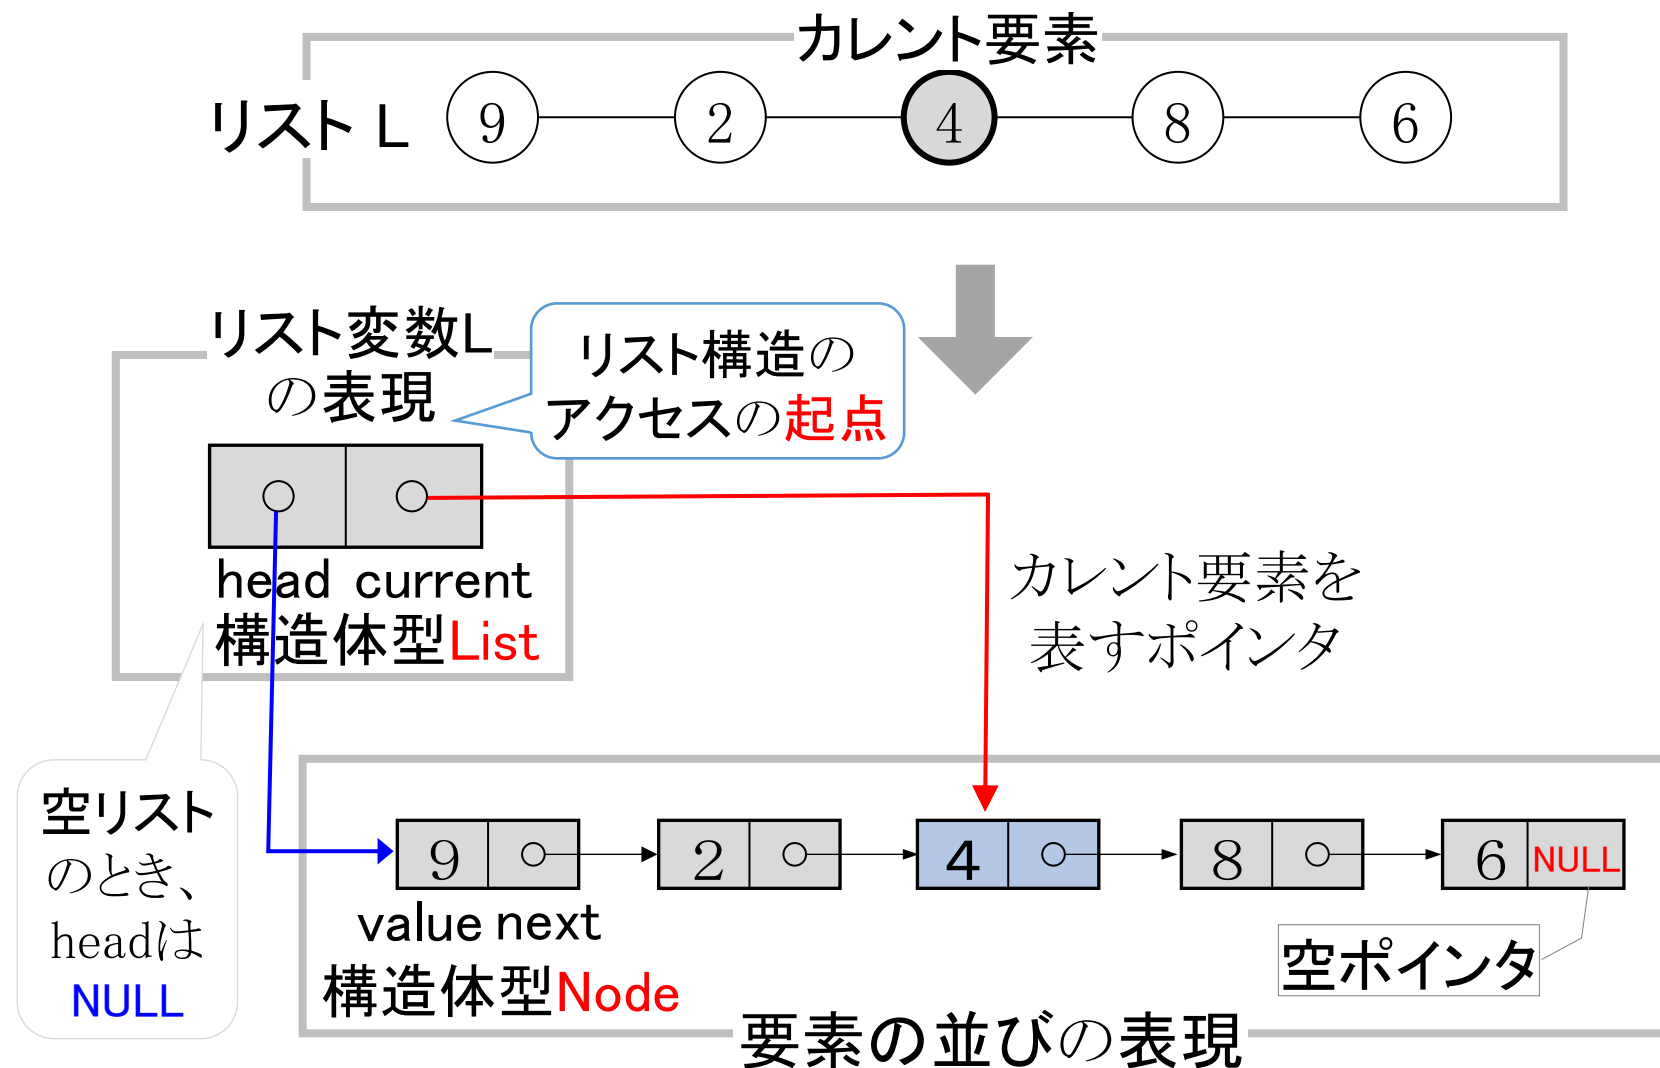 カレント要素
リスト L
9 2 4 8 6
リスト変数L
の表現
リスト構造の
アクセスの起点
head current
構造体型List
カレント要素を
表すポインタ
空リスト
のとき、
headは
NULL
9 2 4 8 6 NULL
value next
構造体型Node
空ポインタ
要素の並びの表現